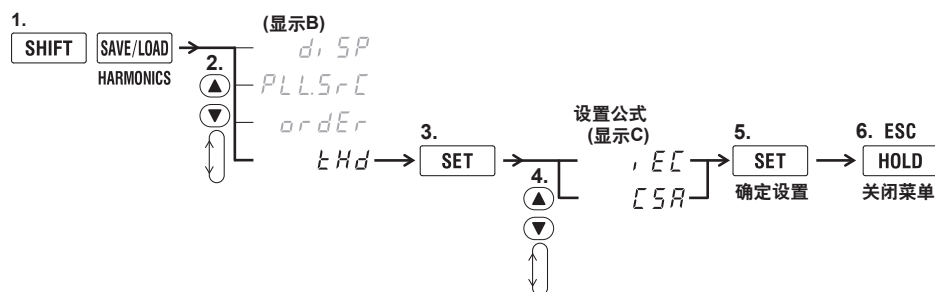 1.
SHIFT SAVE/LOAD
HARMONICS
2.
(显示B)
di SP
PLL.SrC
ordEr
tHd
3.
SET
4.
设置公式
(显示C)
iEC
CSA
5.
SET
确定设置
6. ESC
HOLD
关闭菜单